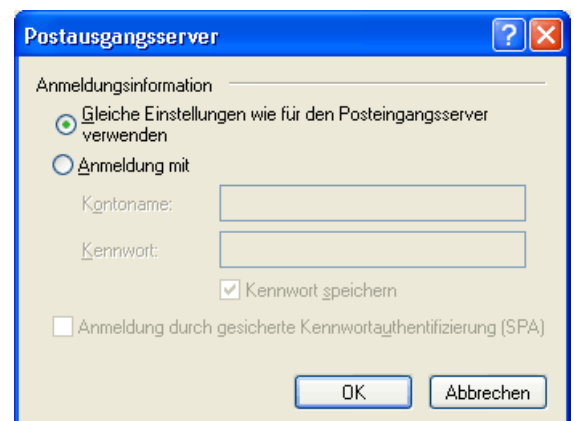 Postausgangsserver
Anmeldungsinformation
Gleiche Einstellungen wie für den Posteingangsserver
verwenden
Anmeldung mit
Kontoname:
Kennwort:
Kennwort speichern
Anmeldung durch gesicherte Kennwortauthentifizierung (SPA)
OK
Abbrechen